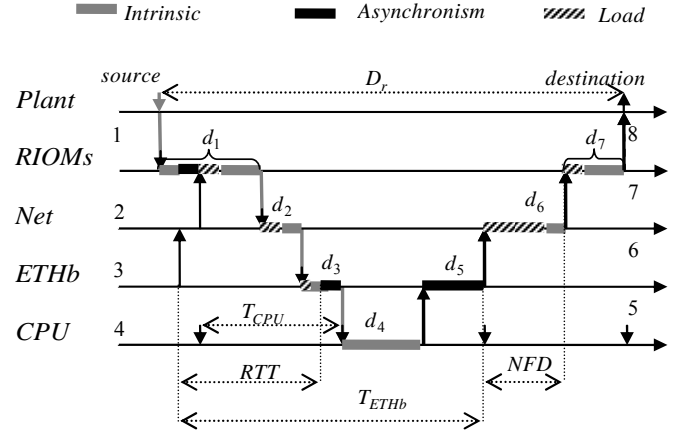 Intrinsic Asynchronism Load
source D_r destination
Plant
1 8
RIOMs d_1 d_7
7
Net 2 d_2 d_6
6
ETHb 3 d_3 d_5
CPU 4 T_CPU d_4 5
RTT NFD
T_ETHb